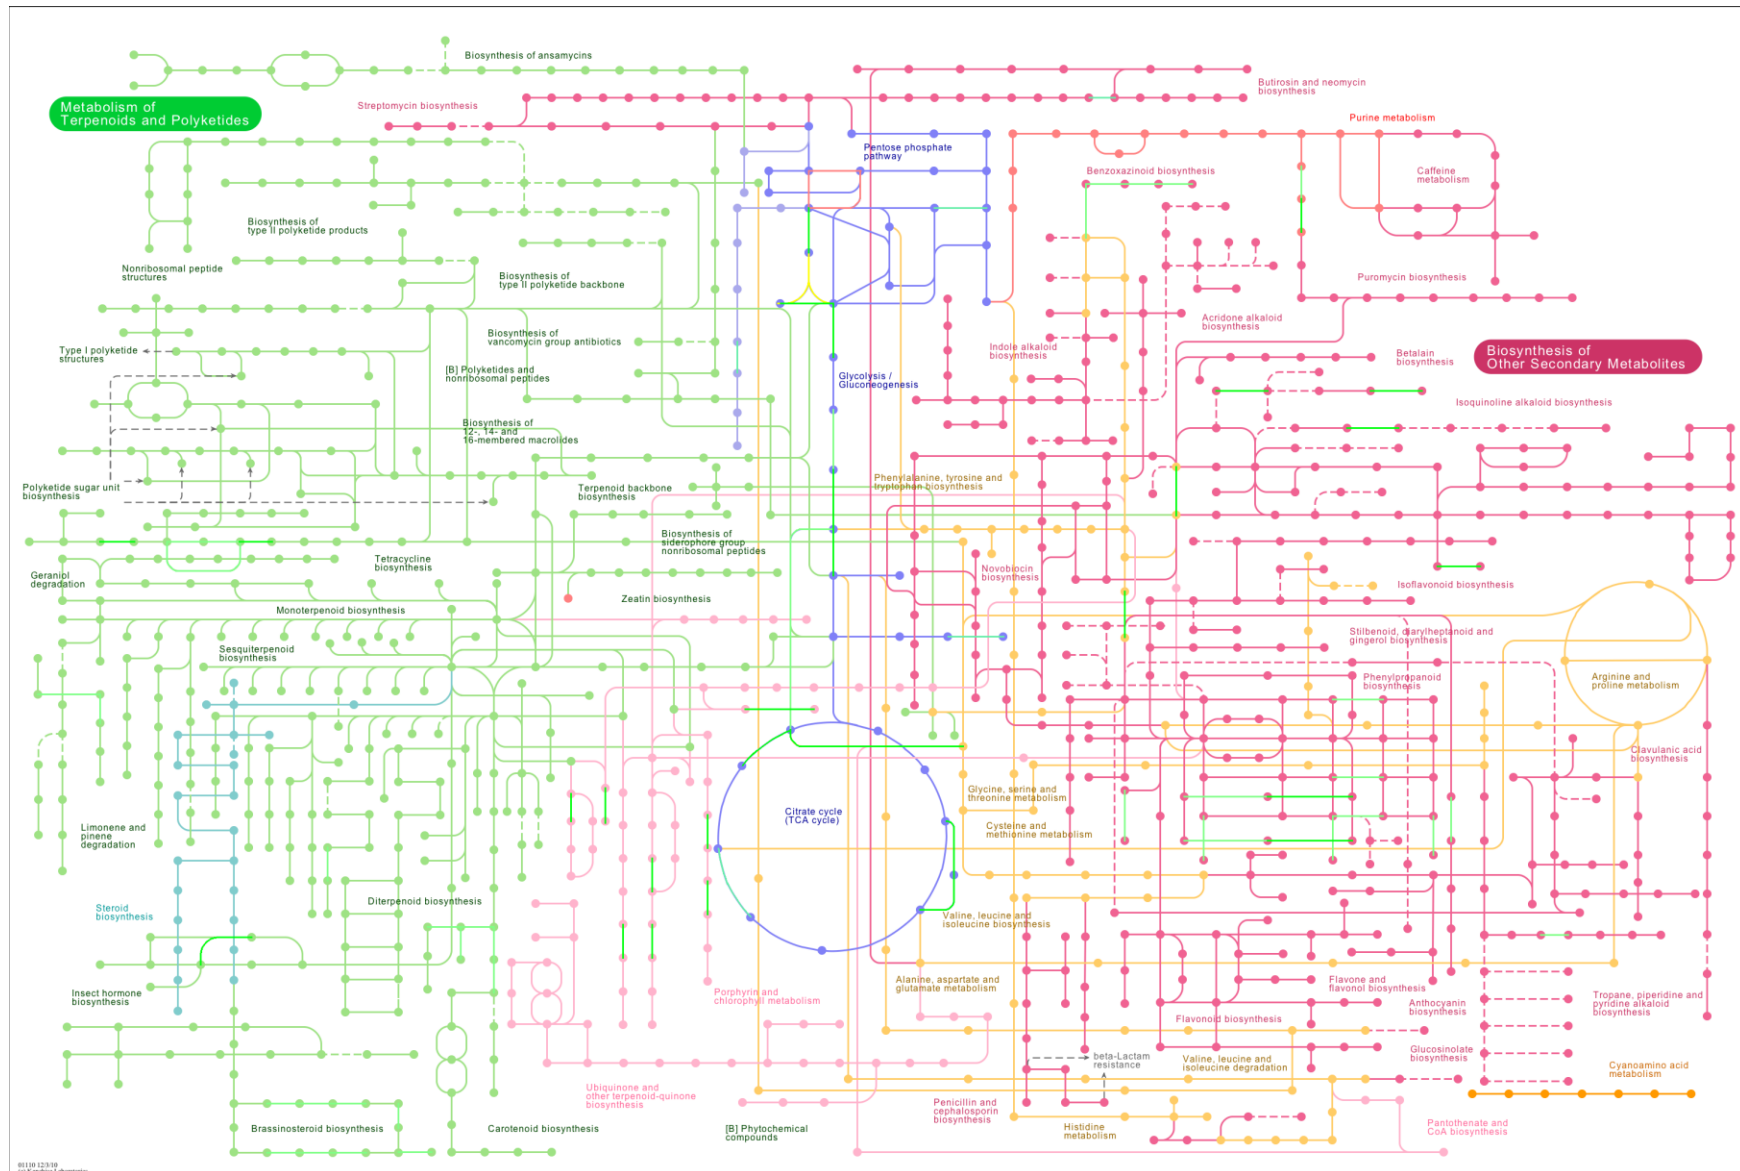 Biosynthesis of ansamycins
Butirosin and neomycin
biosynthesis
Metabolism of
Terpenoids and Polyketides
Streptomycin biosynthesis
Purine metabolism
Pentose phosphate
pathway
Benzoxazinoid biosynthesis
Caffeine
metabolism
Biosynthesis of
type II polyketide products
Nonribosomal peptide
structures
Biosynthesis of
type II polyketide backbone
Puromycin biosynthesis
Acridone alkaloid
biosynthesis
Biosynthesis of
vancomycin group antibiotics
Type I polyketide
structures
Indole alkaloid
biosynthesis
Betalain
biosynthesis
Biosynthesis of
Other Secondary Metabolites
[B] Polyketides and
nonribosomal peptides
Glycolysis /
Gluconeogenesis
Isoquinoline alkaloid biosynthesis
Biosynthesis of
12-, 14- and
16-membered macrolides
Polyketide sugar unit
biosynthesis
Terpenoid backbone
biosynthesis
Phenylalanine, tyrosine and
tryptophan biosynthesis
Biosynthesis of
siderophore group
nonribosomal peptides
Tetracycline
biosynthesis
Geraniol
degradation
Novobiocin
biosynthesis
Isoflavonoid biosynthesis
Zeatin biosynthesis
Monoterpenoid biosynthesis
Stilbenoid, diarylheptanoid and
gingerol biosynthesis
Sesquiterpenoid
biosynthesis
Phenylpropanoid
biosynthesis
Arginine and
proline metabolism
Clavulanic acid
biosynthesis
Glycine, serine and
threonine metabolism
Citrate cycle
(TCA cycle)
Cysteine and
methionine metabolism
Limonene and
pinene
degradation
Diterpenoid biosynthesis
Steroid
biosynthesis
Valine, leucine and
isoleucine biosynthesis
Insect hormone
biosynthesis
Porphyrin and
chlorophyll metabolism
Alanine, aspartate and
glutamate metabolism
Flavone and
flavonol biosynthesis
Anthocyanin
biosynthesis
Tropane, piperidine and
pyridine alkaloid
biosynthesis
Flavonoid biosynthesis
Glucosinolate
biosynthesis
beta-Lactam
resistance
Valine, leucine and
isoleucine degradation
Cyanoamino acid
metabolism
Ubiquinone and
other terpenoid-quinone
biosynthesis
Penicillin and
cephalosporin
biosynthesis
Brassinosteroid biosynthesis
Carotenoid biosynthesis
[B] Phytochemical
compounds
Histidine
metabolism
Pantothenate and
CoA biosynthesis
01110 12/3/10
(c) Kanehisa Laboratories